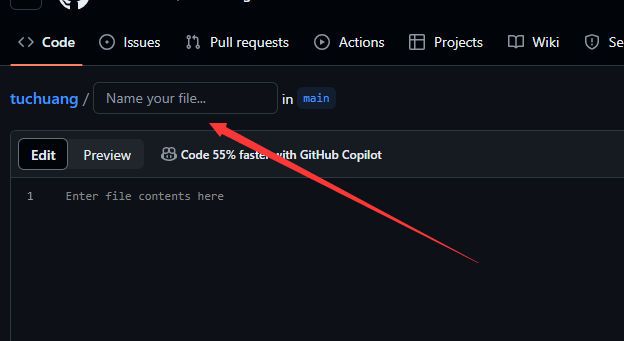 Code Issues Pull requests Actions Projects Wiki Se
tuchuang / Name your file... in main
Edit Preview Code 55% faster with GitHub Copilot
1 Enter file contents here